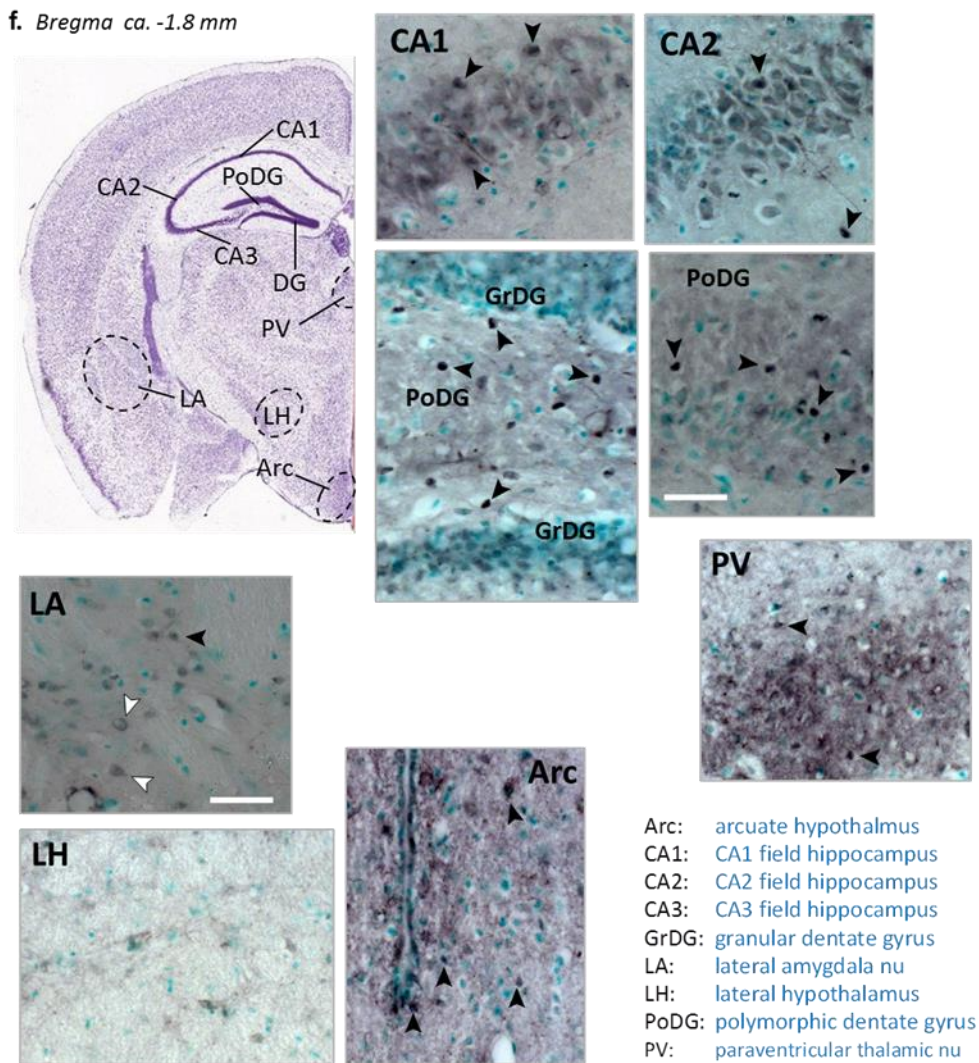 f. Bregma ca. -1.8 mm
CA1
PoDG
CA2
CA3
DG
PV
LA
LH
Arc
CA1
CA2
GrDG
PoDG
GrDG
PoDG
PV
LA
Arc
LH
Arc: arcuate hypothalmus
CA1: CA1 field hippocampus
CA2: CA2 field hippocampus
CA3: CA3 field hippocampus
GrDG: granular dentate gyrus
LA: lateral amygdala nu
LH: lateral hypothalamus
PoDG: polymorphic dentate gyrus
PV: paraventricular thalamic nu